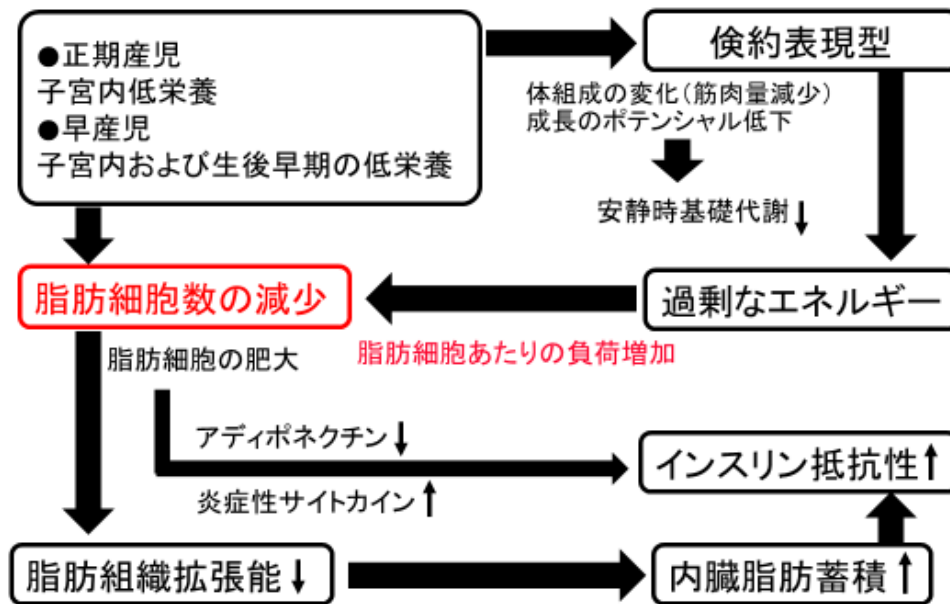 ●正期産児
子宮内低栄養
●早産児
子宮内および生後早期の低栄養
倹約表現型
体組成の変化(筋肉量減少)
成長のポテンシャル低下
安静時基礎代謝↓
過剰なエネルギー
脂肪細胞数の減少
脂肪細胞あたりの負荷増加
脂肪細胞の肥大
アディポネクチン↓
炎症性サイトカイン↑
インスリン抵抗性↑
脂肪組織拡張能↓
内臓脂肪蓄積↑